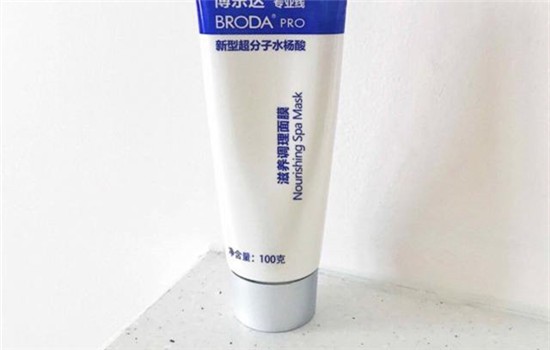 博乐达 专业线
BRODA® PRO
新型超分子水杨酸
滋养调理面膜
Nourishing Spa Mask
净含量：100克